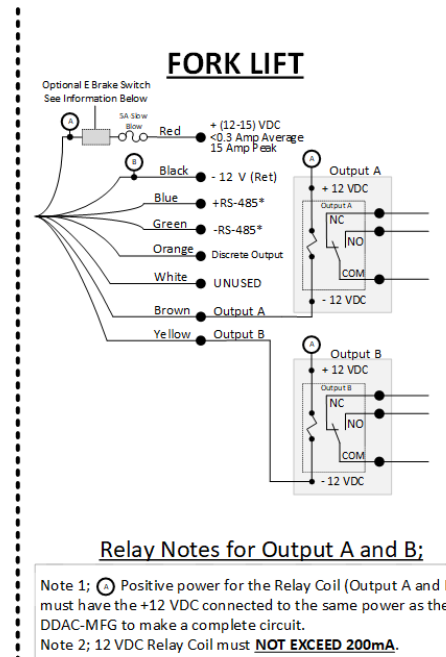 FORK LIFT
Optional E Brake Switch
See Information Below
A
5A Slow
Blow
Red
+ (12-15) VDC
<0.3 Amp Average
15 Amp Peak
B
Black
- 12 V (Ret)
Blue
+RS-485*
Green
-RS-485*
Orange
Discrete Output
White
UNUSED
Brown
Output A
Yellow
Output B
A
Output A
+ 12 VDC
Output A
NC
NO
COM
- 12 VDC
A
Output B
+ 12 VDC
Output B
NC
NO
COM
- 12 VDC
Relay Notes for Output A and B;
Note 1; A Positive power for the Relay Coil (Output A and
must have the +12 VDC connected to the same power as the
DDAC-MFG to make a complete circuit.
Note 2; 12 VDC Relay Coil must NOT EXCEED 200mA.